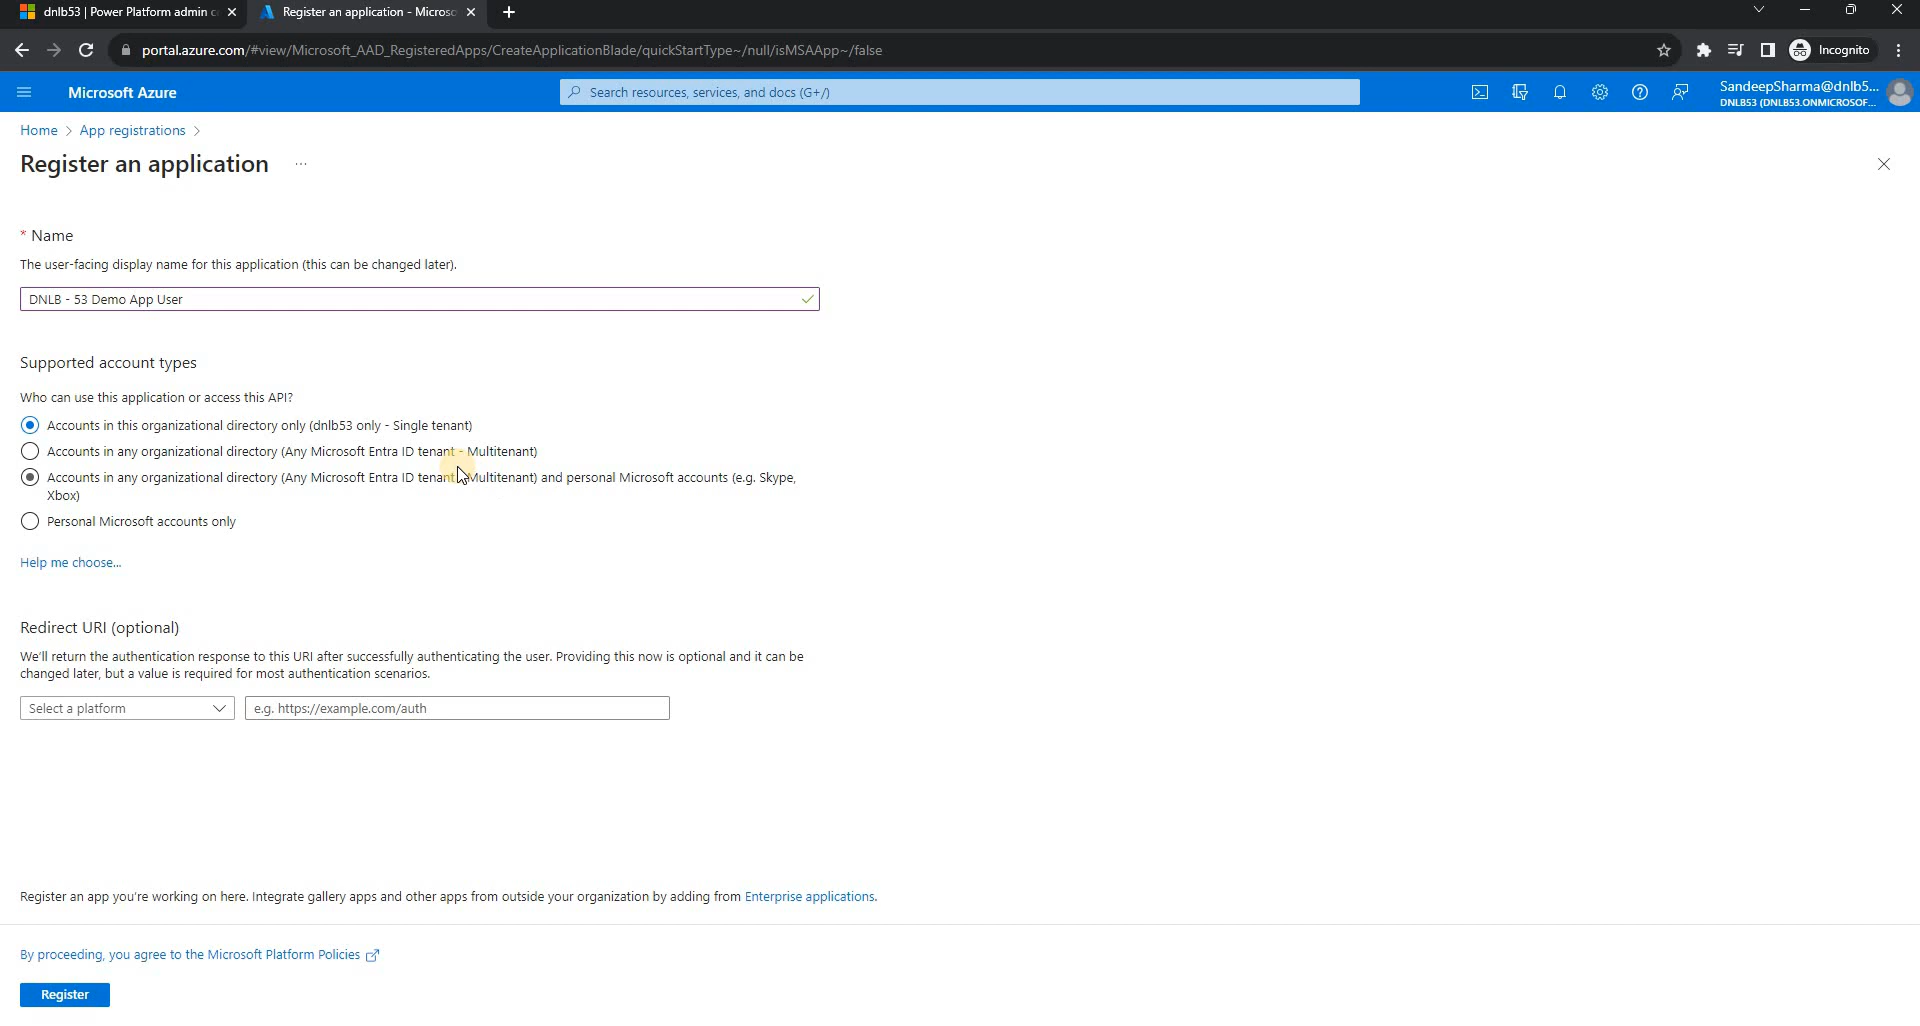 dnlb53 | Power Platform admin c
Register an application - Microso
portal.azure.com/#view/Microsoft_AAD_RegisteredApps/CreateApplicationBlade/quickStartType~/null/isMSAApp~/false
Incognito
Microsoft Azure
Search resources, services, and docs (G+/)
SandeepSharma@dnlb5...
DNLB53 (DNLB53.ONMICROSOF...
Home > App registrations >
Register an application ...
* Name
The user-facing display name for this application (this can be changed later).
DNLB - 53 Demo App User
Supported account types
Who can use this application or access this API?
Accounts in this organizational directory only (dnlb53 only - Single tenant)
Accounts in any organizational directory (Any Microsoft Entra ID tenant - Multitenant)
Accounts in any organizational directory (Any Microsoft Entra ID tenant - Multitenant) and personal Microsoft accounts (e.g. Skype,
Xbox)
Personal Microsoft accounts only
Help me choose...
Redirect URI (optional)
We'll return the authentication response to this URI after successfully authenticating the user. Providing this now is optional and it can be
changed later, but a value is required for most authentication scenarios.
Select a platform
e.g. https://example.com/auth
Register an app you're working on here. Integrate gallery apps and other apps from outside your organization by adding from Enterprise applications.
By proceeding, you agree to the Microsoft Platform Policies
Register